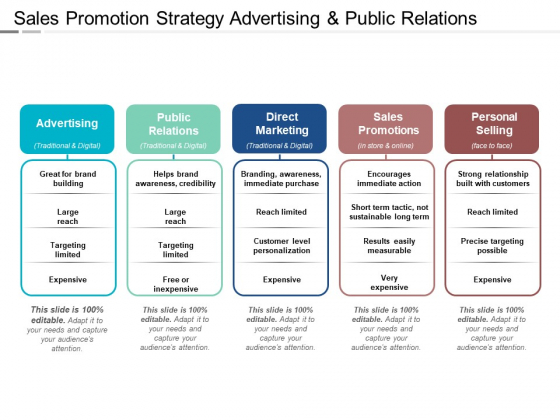 Sales Promotion Strategy Advertising & Public Relations
Advertising
(Traditional & Digital)
Great for brand
building
Large
reach
Targeting
limited
Expensive
This slide is 100%
editable. Adapt it to
your needs and
capture your
audience's
attention.
Public
Relations
(Traditional & Digital)
Helps brand
awareness, credibility
Large
reach
Targeting
limited
Free or
inexpensive
This slide is 100%
editable. Adapt it to
your needs and
capture your
audience's attention.
Direct
Marketing
(Traditional & Digital)
Branding, awareness,
immediate purchase
Reach limited
Customer level
personalization
Expensive
This slide is 100%
editable. Adapt it to
your needs and
capture your
audience's attention.
Sales
Promotions
(in store & online)
Encourages
immediate action
Short term tactic, not
sustainable long term
Results easily
measurable
Very
expensive
This slide is 100%
editable. Adapt it to
your needs and
capture your
audience's attention.
Personal
Selling
(face to face)
Strong relationship
built with customers
Reach limited
Precise targeting
possible
Expensive
This slide is 100%
editable. Adapt it to
your needs and
capture your
audience's attention.